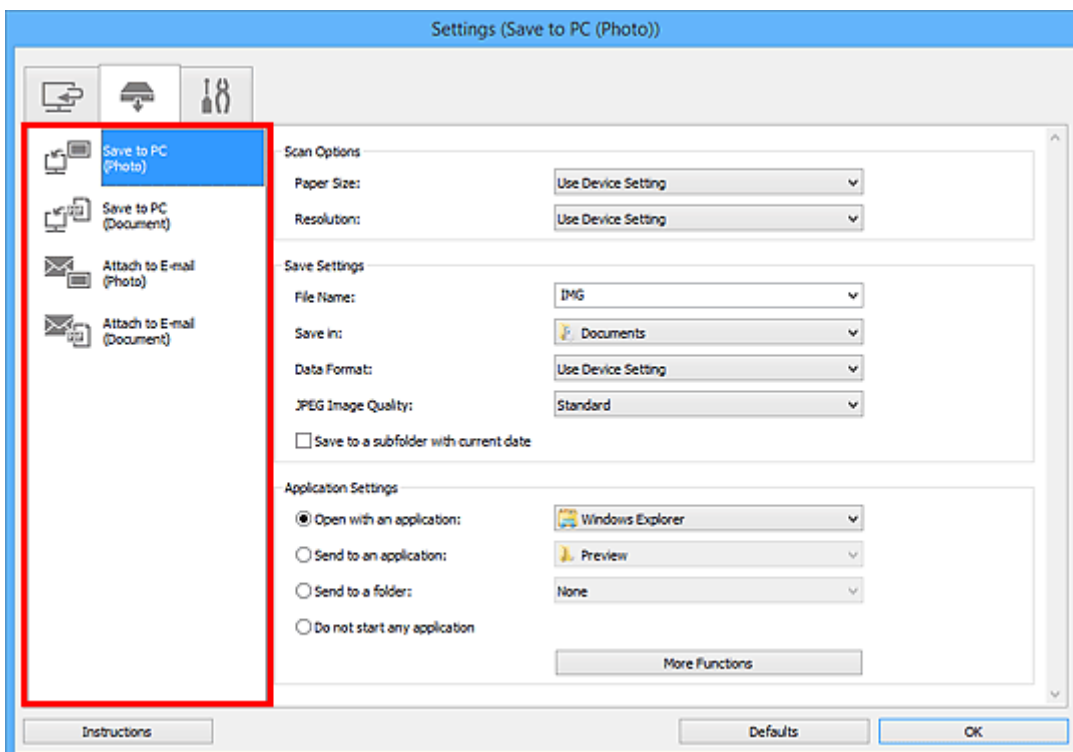 Settings (Save to PC (Photo))
Save to PC
(Photo)
Save to PC
(Document)
Attach to E-mail
(Photo)
Attach to E-mail
(Document)
Scan Options
Paper Size: Use Device Setting
Resolution: Use Device Setting
Save Settings
File Name: IMG
Save in: Documents
Data Format: Use Device Setting
JPEG Image Quality: Standard
Save to a subfolder with current date
Application Settings
Open with an application: Windows Explorer
Send to an application: Preview
Send to a folder: None
Do not start any application
More Functions
Instructions Defaults OK